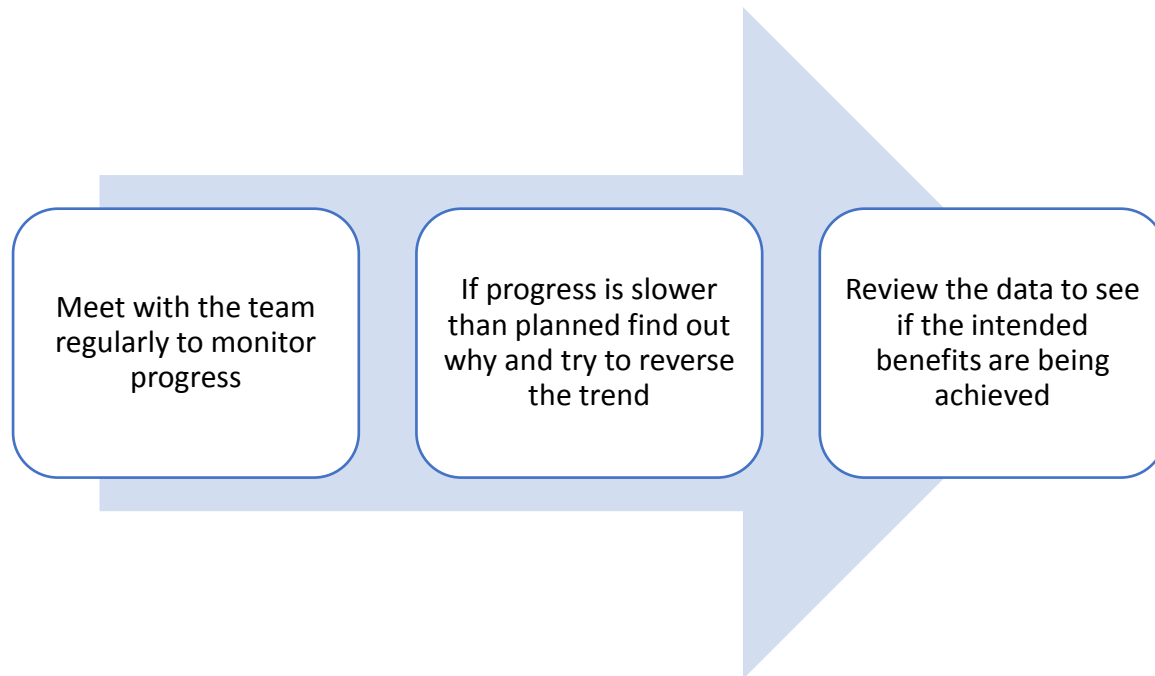 Meet with the team
regularly to monitor
progress
If progress is slower
than planned find out
why and try to reverse
the trend
Review the data to see
if the intended
benefits are being
achieved